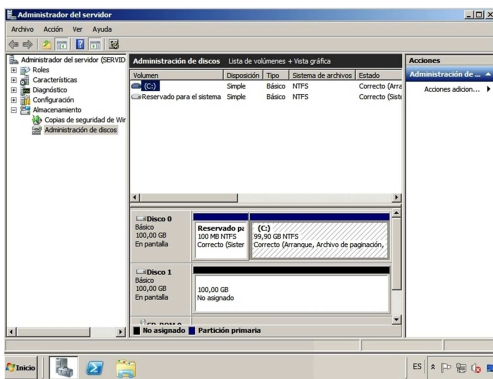 Administrador del servidor
Archivo Acción Ver Ayuda
Administrador del servidor (SERVID
Roles
Características
Diagnóstico
Configuración
Almacenamiento
Copias de seguridad de Wir
Administración de discos
Administración de discos Lista de volúmenes + Vista gráfica
Volumen Disposición Tipo Sistema de archivos Estado
(C:) Simple Básico NTFS Correcto (Arra
Reservado para el sistema Simple Básico NTFS Correcto (Siste
Disco 0
Básico
100,00 GB
En pantalla
Reservado pa
100 MB NTFS
Correcto (Sister
(C:)
99,90 GB NTFS
Correcto (Arranque, Archivo de paginación,
Disco 1
Básico
100,00 GB
En pantalla
100,00 GB
No asignado
No asignado Partición primaria
Acciones
Administración de ...
Acciones adicion...
Inicio
ES